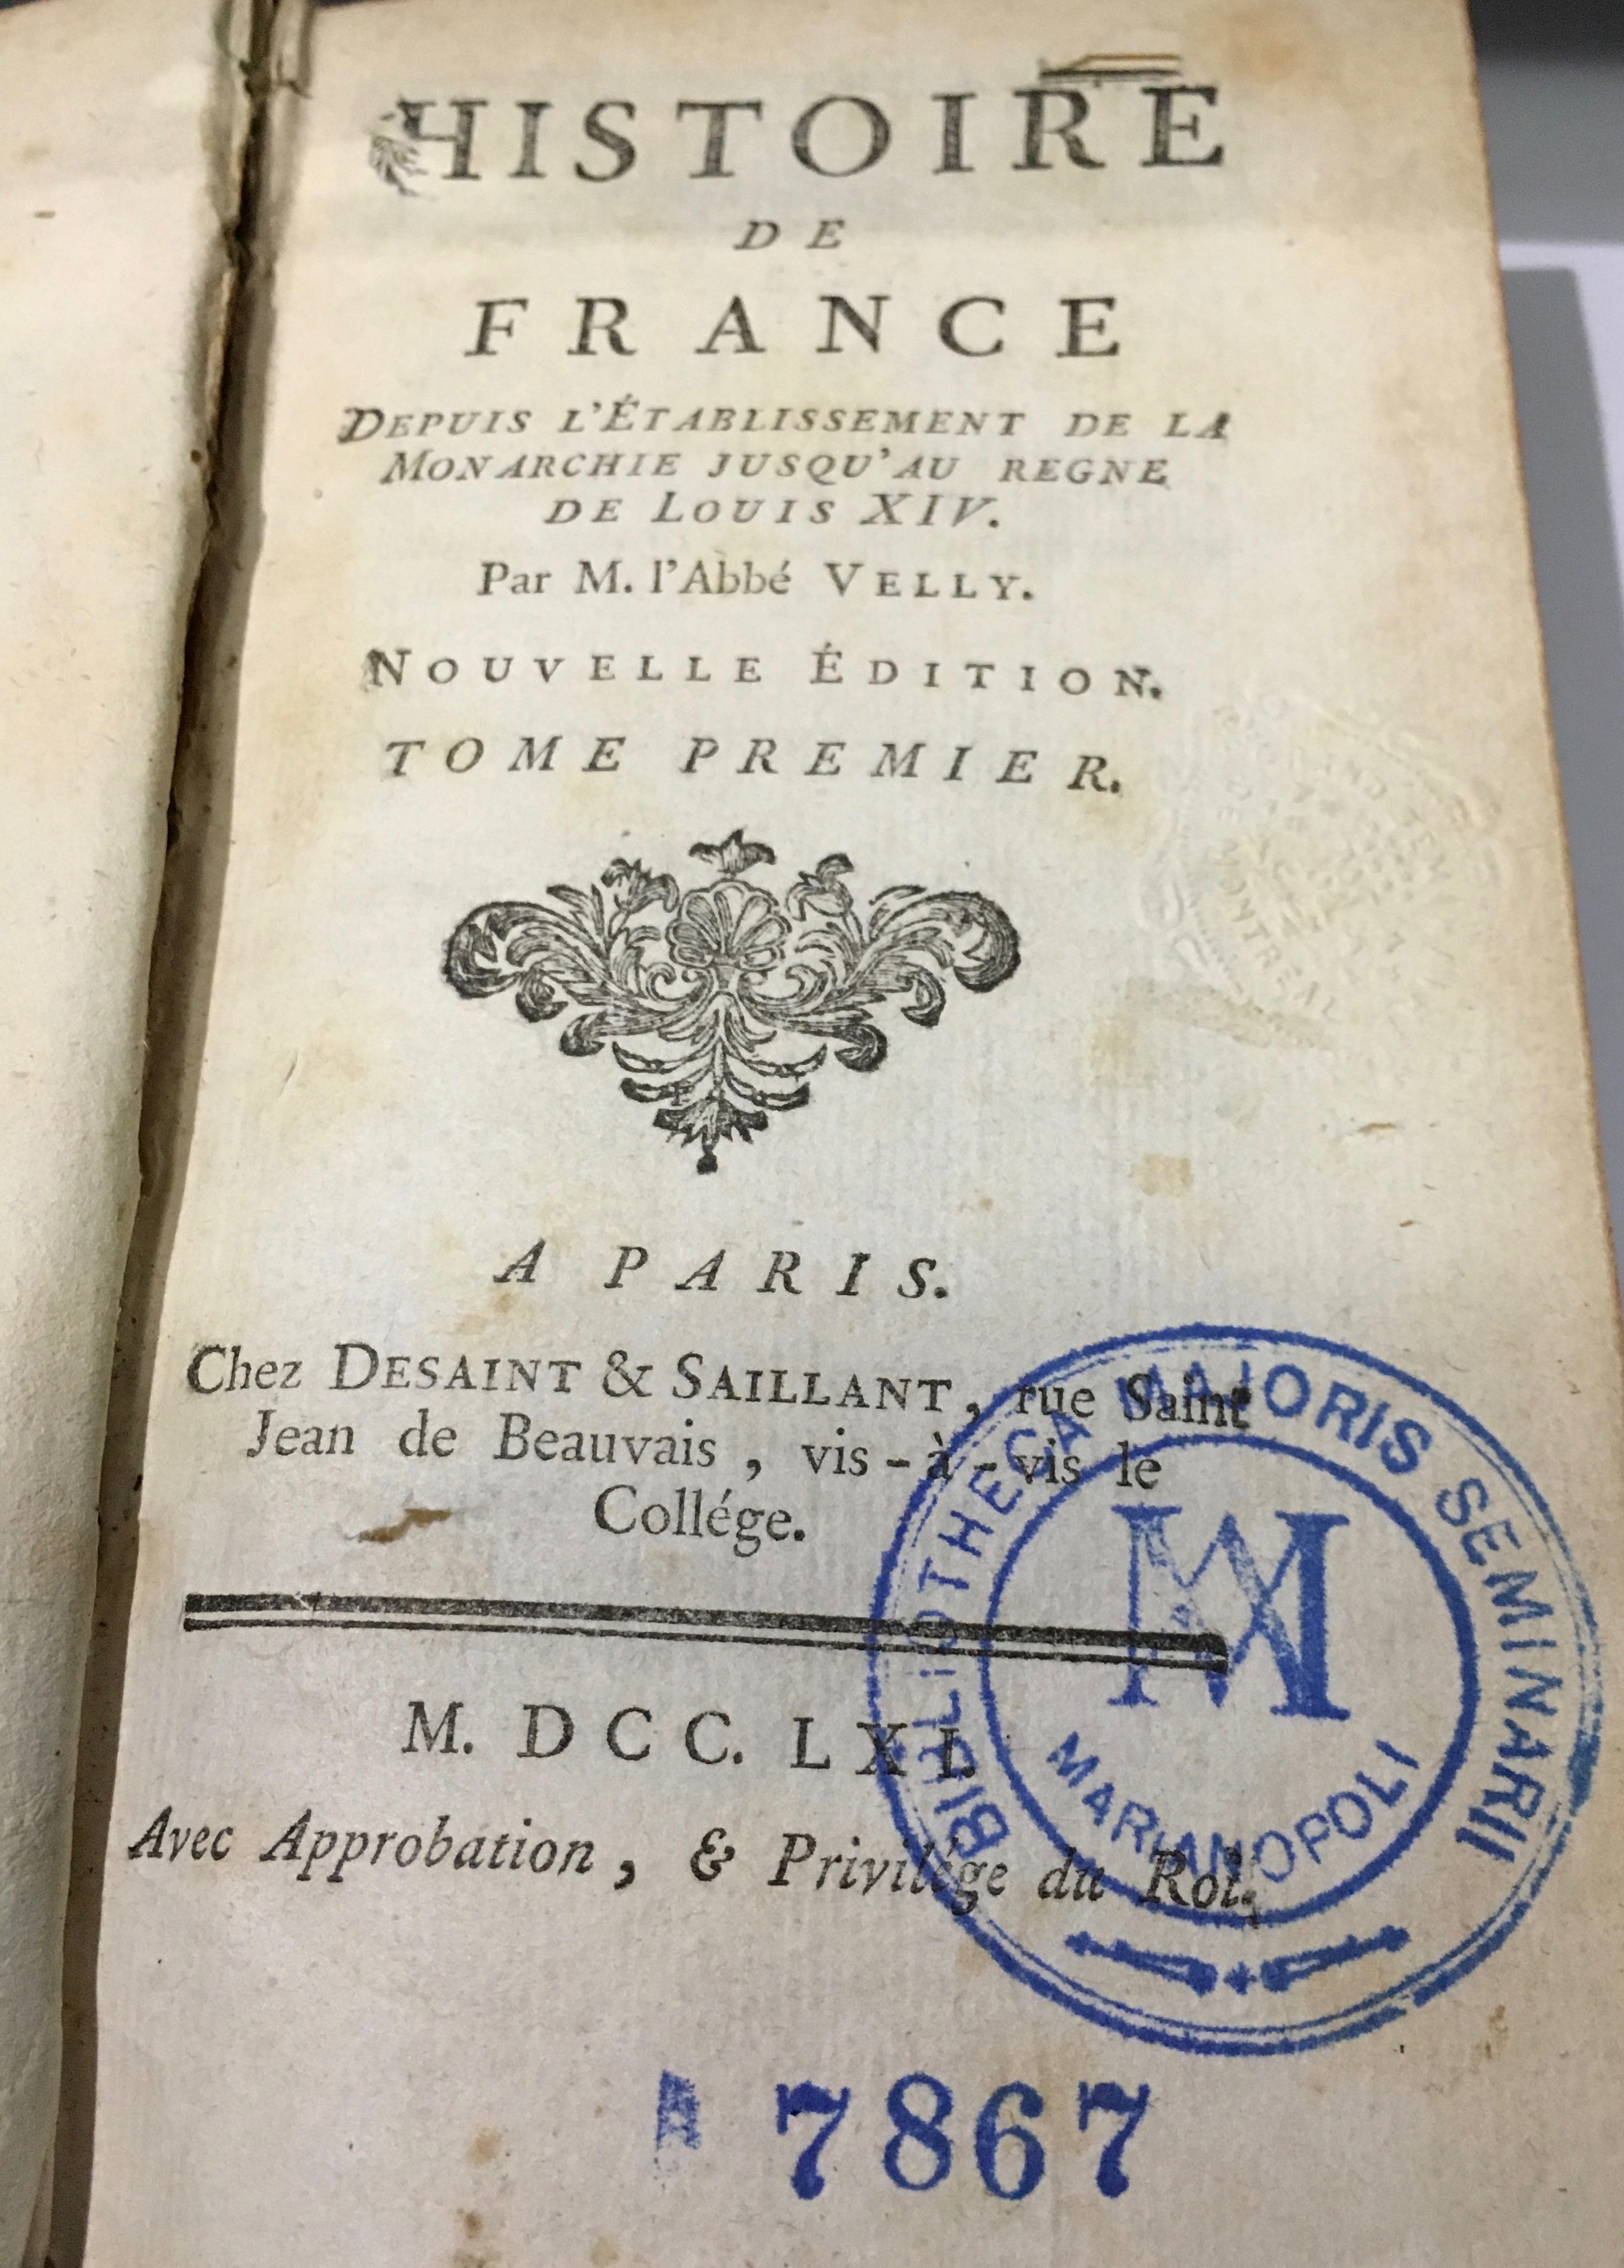 HISTOIRE
DE
FRANCE
DEPUIS L'ÉTABLISSEMENT DE LA
MONARCHIE JUSQU'AU REGNE
DE LOUIS XIV.
Par M. l'Abbé VELLY.
NOUVELLE ÉDITION.
TOME PREMIER.
MONTREAL
A PARIS.
Chez DESAINT & SAILLANT, rue Saint
Jean de Beauvais, vis-à-vis le
Collége.
M. DCC. LXI.
Avec Approbation, & Privilége du Roi.
BIBLIOTHECA MAJORIS SEMINARII
MARIANOPOLI
A 7867